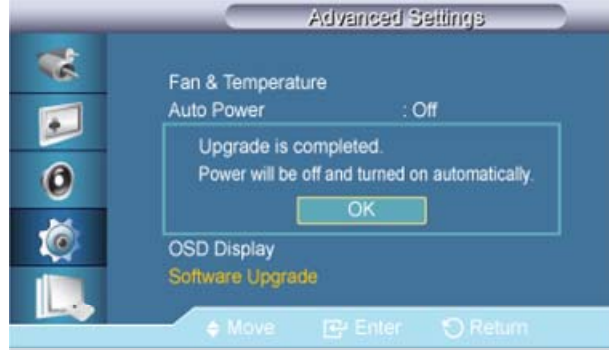 Advanced Settings
Fan & Temperature
Auto Power : Off
Upgrade is completed.
Power will be off and turned on automatically.
OK
OSD Display
Software Upgrade
Move Enter Return